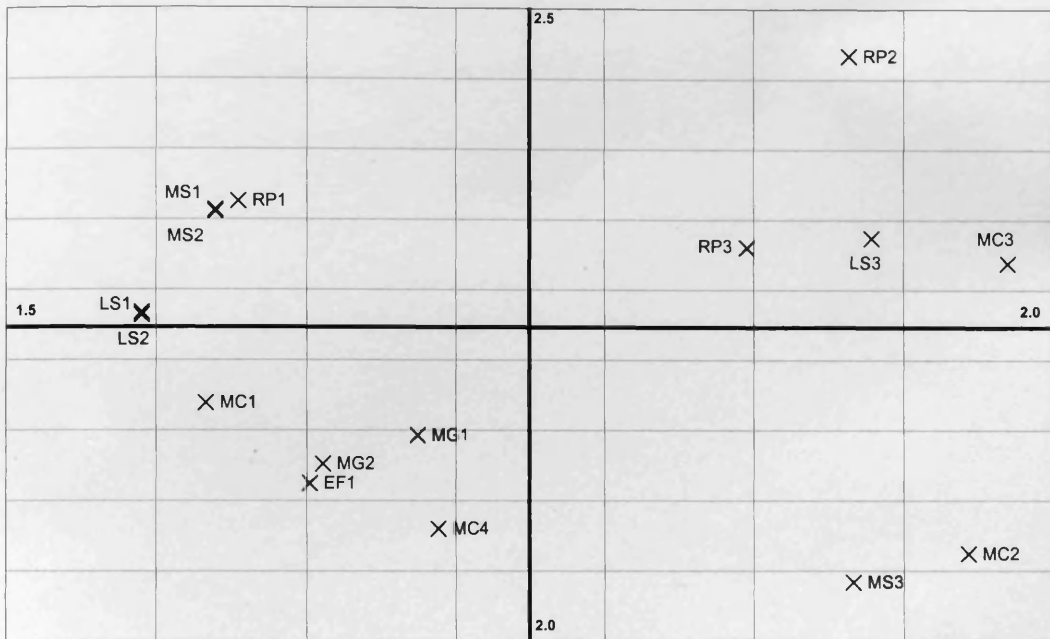 2.5
RP2
MS1
RP1
MS2
RP3
LS3
MC3
LS1
1.5
2.0
LS2
MC1
MG1
MG2
EF1
MC4
MC2
MS3
2.0